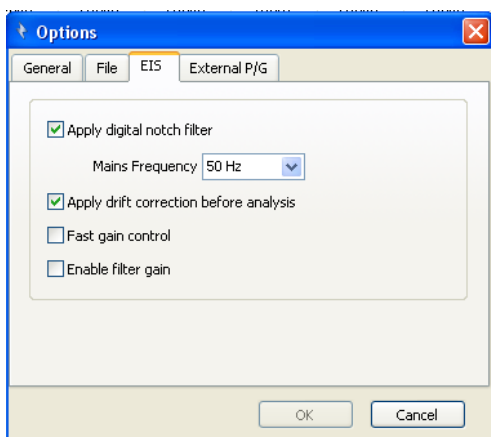 Options
General File EIS External P/G
Apply digital notch filter
Mains Frequency 50 Hz
Apply drift correction before analysis
Fast gain control
Enable filter gain
OK Cancel